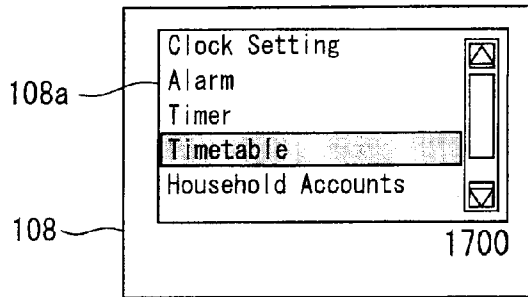 Clock Setting
108a
Alarm
Timer
Timetable
Household Accounts
108
1700